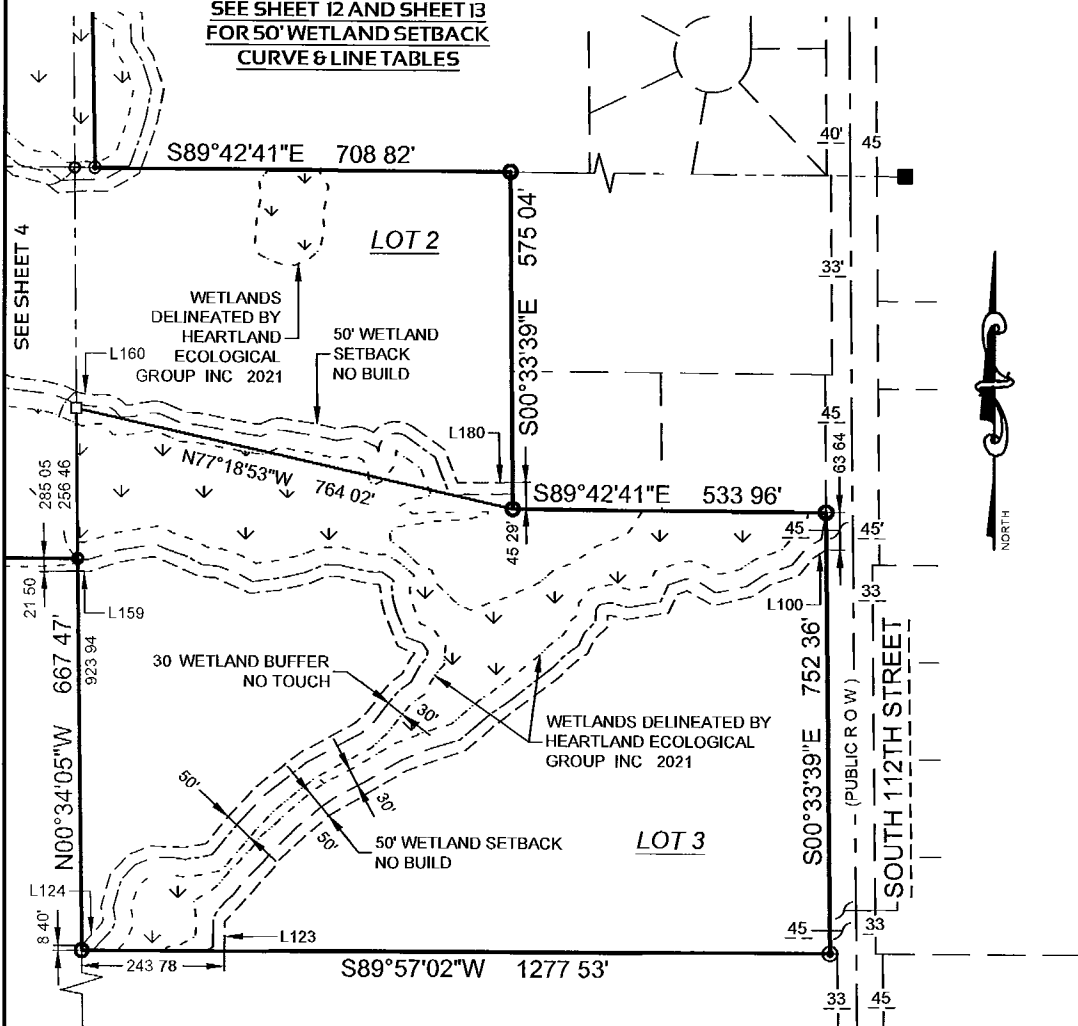 SEE SHEET 12 AND SHEET 13
FOR 50' WETLAND SETBACK
CURVE & LINE TABLES
40'
45
S89°42'41"E 708 82'
LOT 2
575 04'
S00°33'39"E
33'
SEE SHEET 4
WETLANDS
DELINEATED BY
HEARTLAND
ECOLOGICAL
GROUP INC 2021
50' WETLAND
SETBACK
NO BUILD
L160
L180
45
63 64
N77°18'53"W 764 02'
S89°42'41"E 533 96'
285 05
256 46
45 29'
45
45'
NORTH
21 50
L159
L100
33
N00°34'05"W 667 47'
923 94
30 WETLAND BUFFER
NO TOUCH
30'
WETLANDS DELINEATED BY
HEARTLAND ECOLOGICAL
GROUP INC 2021
S00°33'39"E 752 36'
(PUBLIC R O W)
SOUTH 112TH STREET
50'
30'
50'
50' WETLAND SETBACK
NO BUILD
LOT 3
L124
8 40'
L123
243 78
S89°57'02"W 1277 53'
45
33
33
45